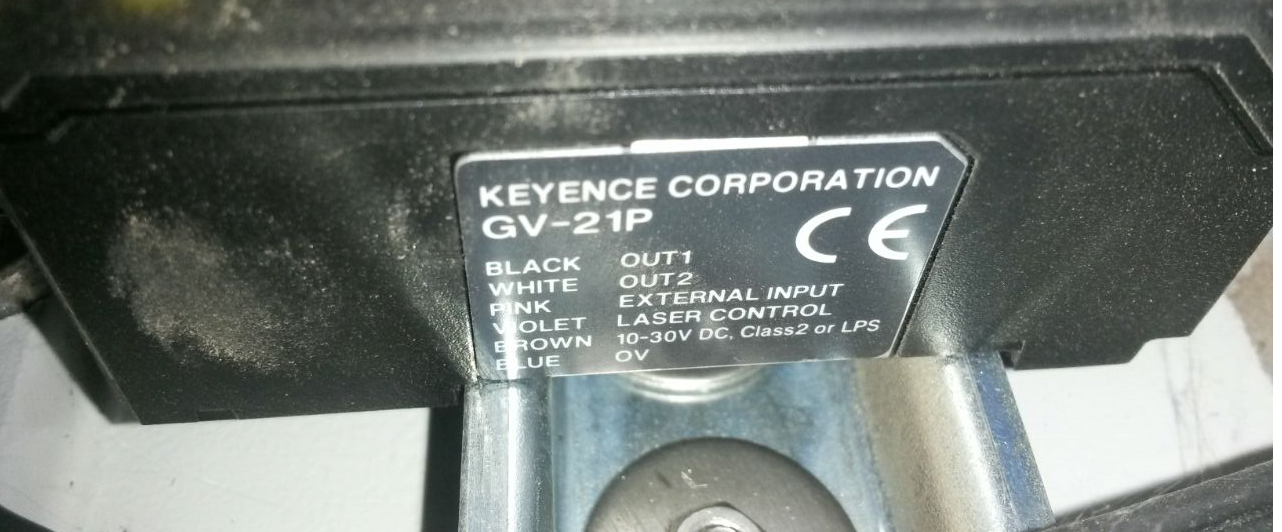 KEYENCE CORPORATION
GV-21P
CE
BLACK OUT1
WHITE OUT2
PINK EXTERNAL INPUT
VIOLET LASER CONTROL
BROWN 10-30V DC, Class2 or LPS
BLUE 0V